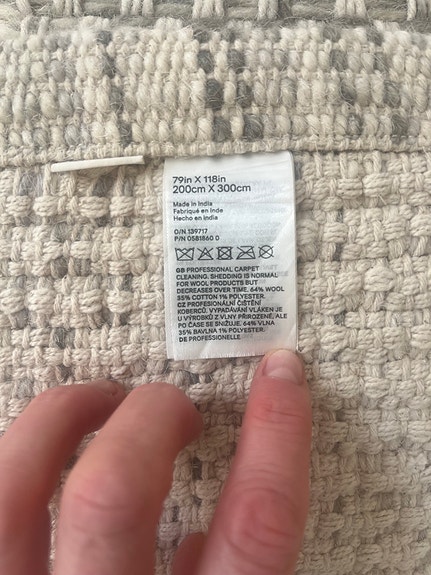 79in X 118in
200cm X 300cm
Made in India
Fabriqué en Inde
Hecho en India
D/N 139717
P/N 0581860 0
GB PROFESSIONAL CARPET
CLEANING. SHEDDING IS NORMAL
FOR WOOL PRODUCTS BUT
DECREASES OVER TIME. 64% WOOL
35% COTTON 1% POLYESTER.
CZ PROFESIONÁLNÍ ČIŠTĚNÍ
KOBERCŮ. VYPADÁVÁNÍ VLÁKEN JE
U VÝROBKŮ Z VLNY PŘIROZENÉ, ALE
PO ČASE SE SNIŽUJE. 64% VLNA
35% BAVLNA 1% POLYESTER.
DE PROFESSIONELLE